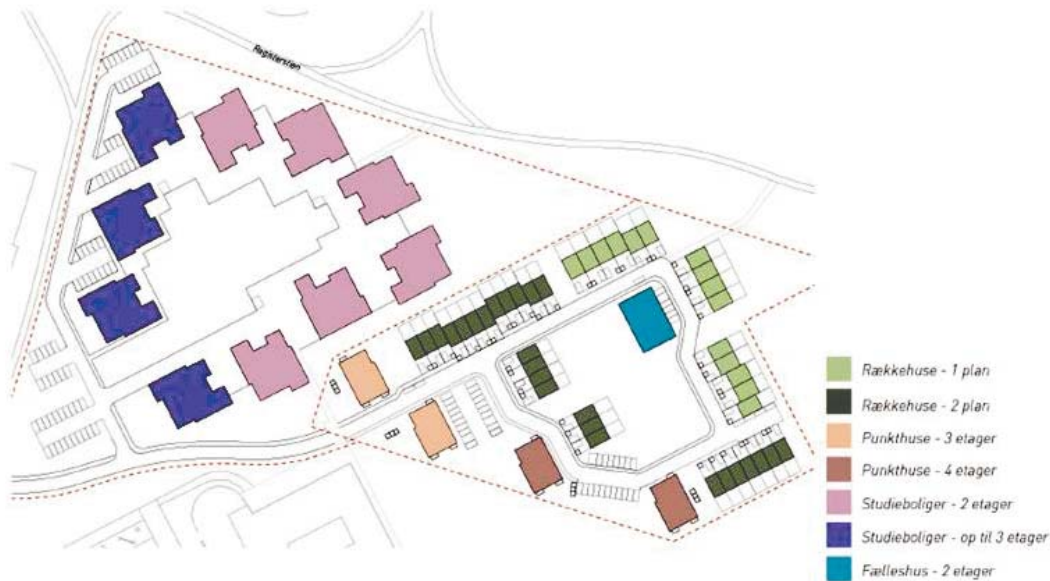 Registerstien
Rækkehuse - 1 plan
Rækkehuse - 2 plan
Punkthuse - 3 etager
Punkthuse - 4 etager
Studieboliger - 2 etager
Studieboliger - op til 3 etager
Fælleshus - 2 etager